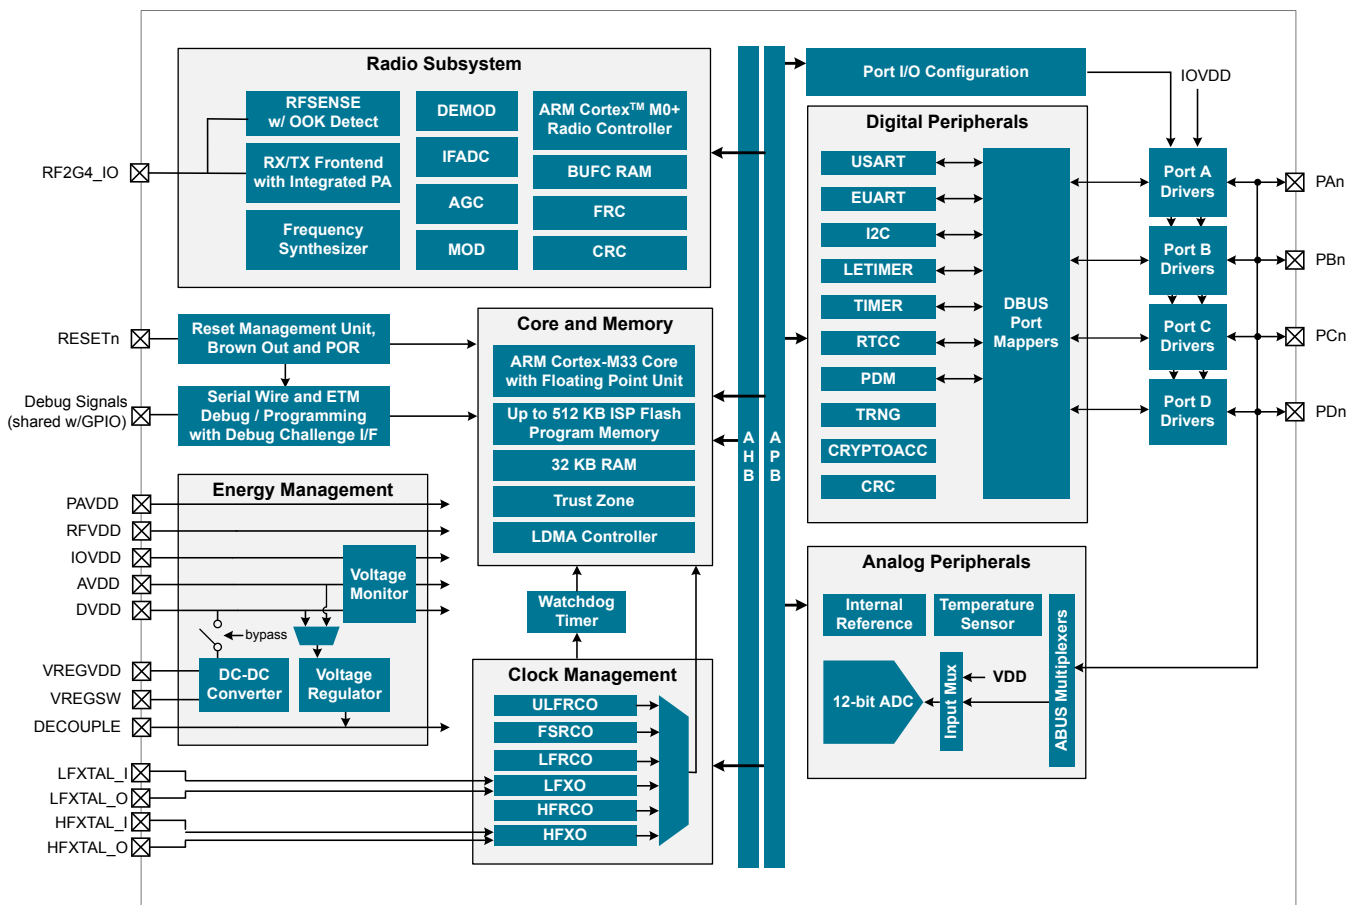 Radio Subsystem
RFSENSE
w/ OOK Detect
RX/TX Frontend
with Integrated PA
Frequency
Synthesizer
DEMOD
IFADC
AGC
MOD
ARM Cortex™ M0+
Radio Controller
BUFC RAM
FRC
CRC
RF2G4_IO
RESETn
Reset Management Unit,
Brown Out and POR
Debug Signals
(shared w/GPIO)
Serial Wire and ETM
Debug / Programming
with Debug Challenge I/F
Core and Memory
ARM Cortex-M33 Core
with Floating Point Unit
Up to 512 KB ISP Flash
Program Memory
32 KB RAM
Trust Zone
LDMA Controller
Energy Management
PAVDD
RFVDD
IOVDD
AVDD
DVDD
Voltage
Monitor
bypass
VREGVDD
VREGSW
DECOUPLE
DC-DC
Converter
Voltage
Regulator
Watchdog
Timer
Clock Management
ULFRCO
FSRCO
LFRCO
LFXO
HFRCO
HFXO
LFXTAL_I
LFXTAL_O
HFXTAL_I
HFXTAL_O
A
H
B
A
P
B
Port I/O Configuration
IOVDD
Digital Peripherals
USART
EUART
I2C
LETIMER
TIMER
RTCC
PDM
TRNG
CRYPTOACC
CRC
DBUS
Port
Mappers
Port A
Drivers
Port B
Drivers
Port C
Drivers
Port D
Drivers
PAn
PBn
PCn
PDn
Analog Peripherals
Internal
Reference
Temperature
Sensor
12-bit ADC
Input Mux
VDD
ABUS Multiplexers